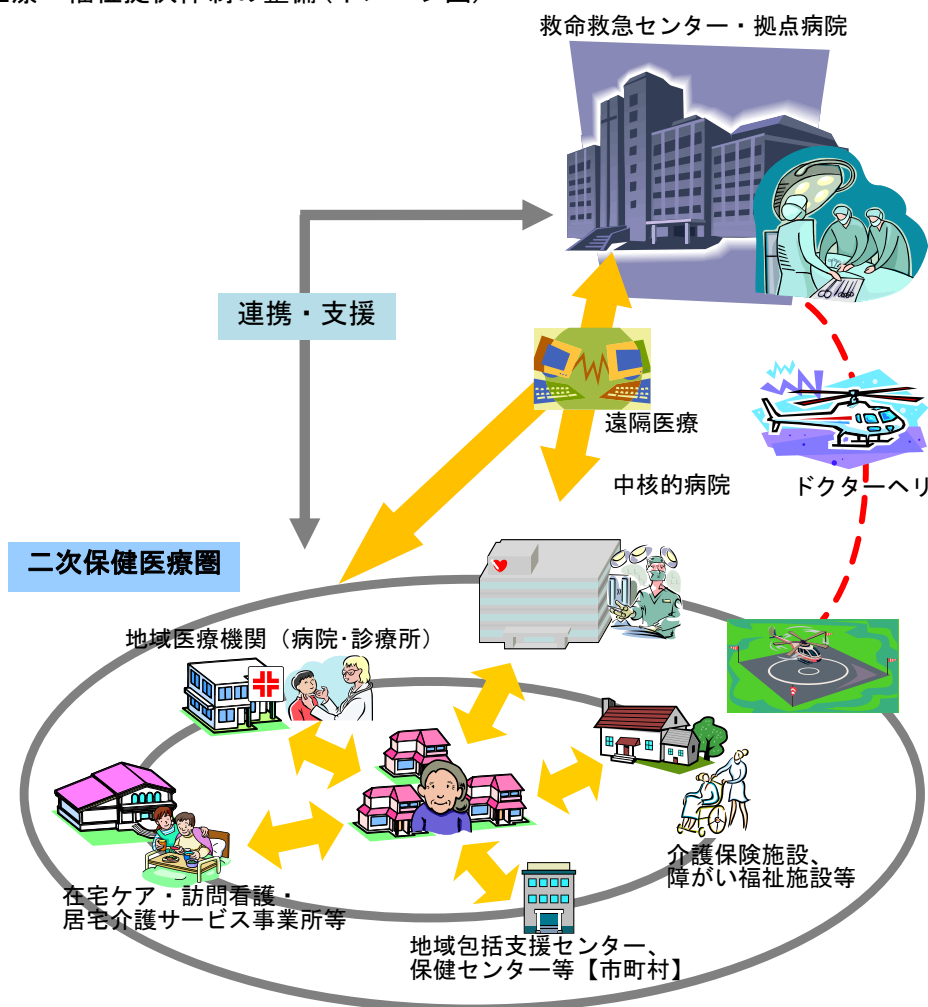 救命救急センター・拠点病院
連携・支援
遠隔医療
中核的病院
ドクターヘリ
二次保健医療圏
地域医療機関（病院･診療所）
介護保険施設、
障がい福祉施設等
在宅ケア・訪問看護・
居宅介護サービス事業所等
地域包括支援センター、
保健センター等【市町村】